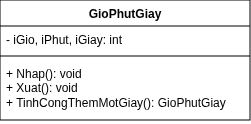 GioPhutGiay
- iGio, iPhut, iGiay: int
+ Nhap(): void
+ Xuat(): void
+ TinhCongThemMotGiay(): GioPhutGiay